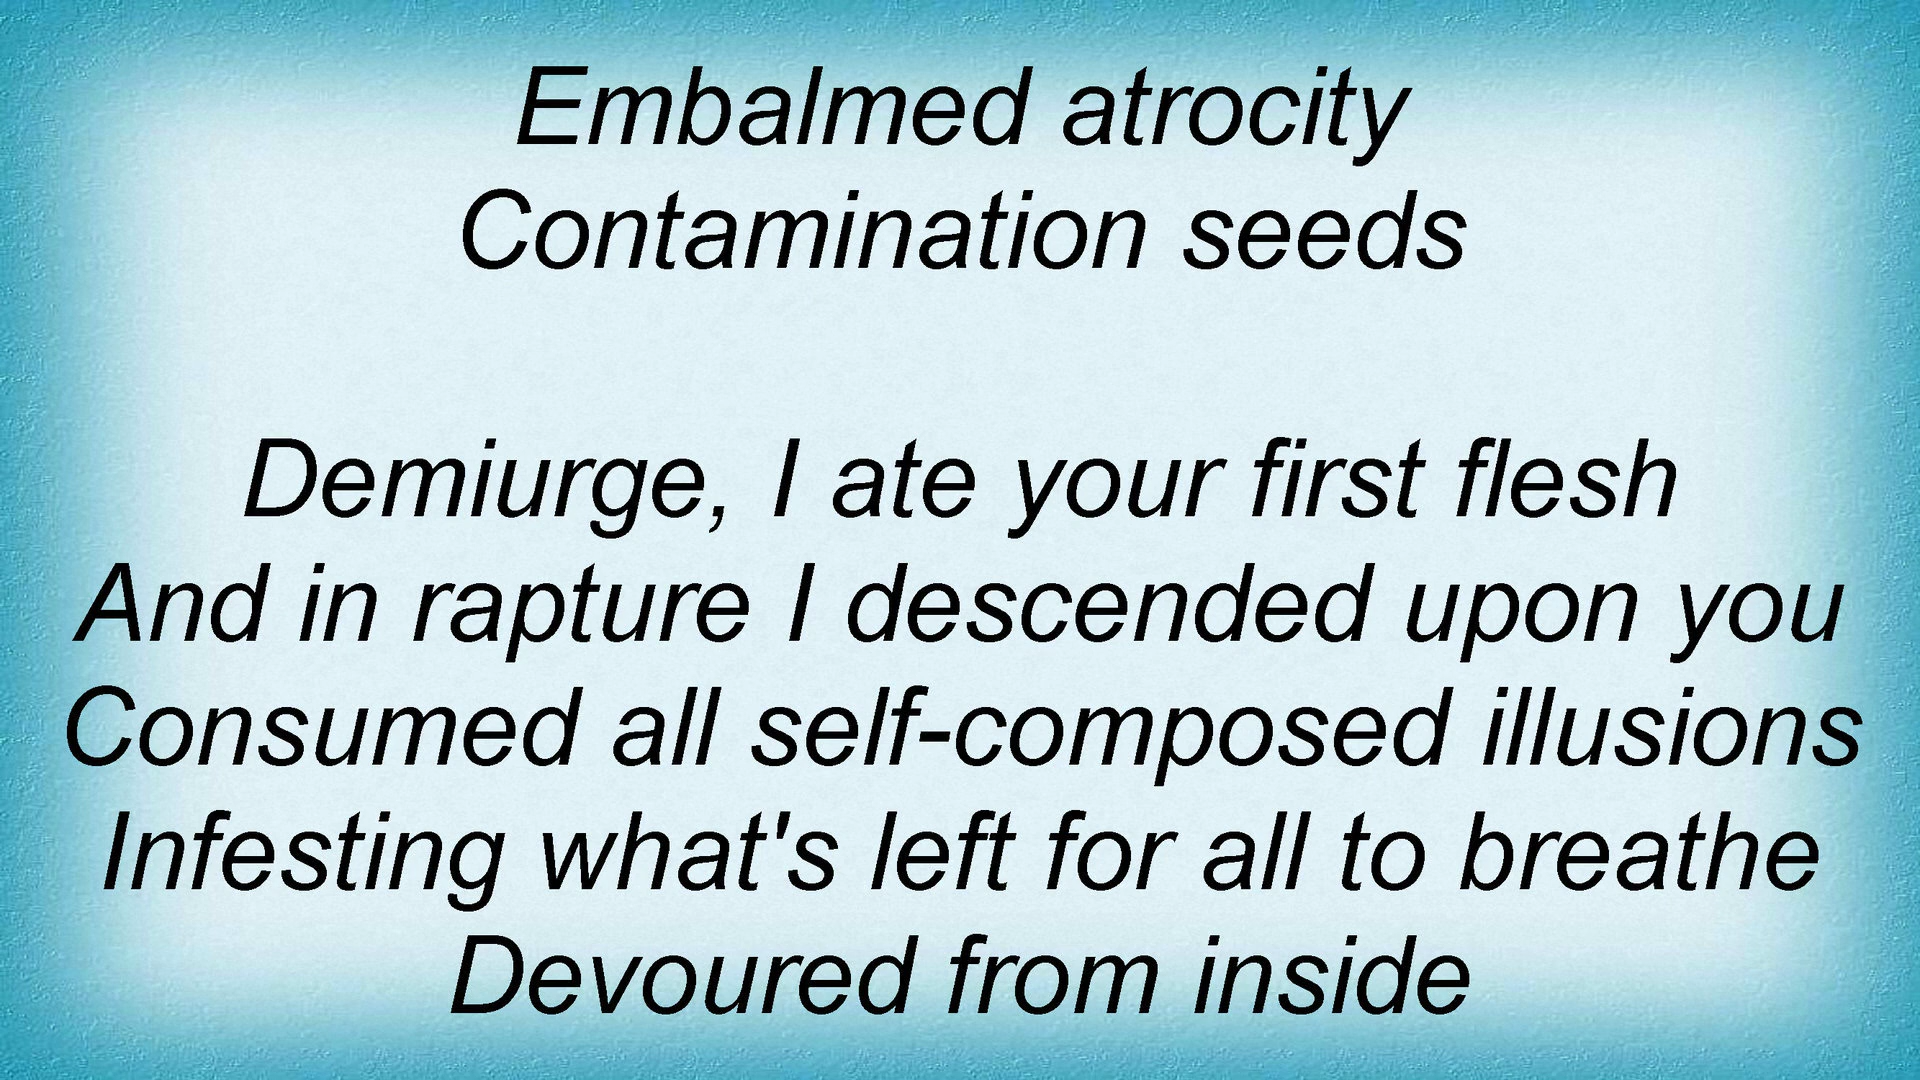 Embalmed atrocity
Contamination seeds
Demiurge, I ate your first flesh
And in rapture I descended upon you
Consumed all self-composed illusions
Infesting what's left for all to breathe
Devoured from inside